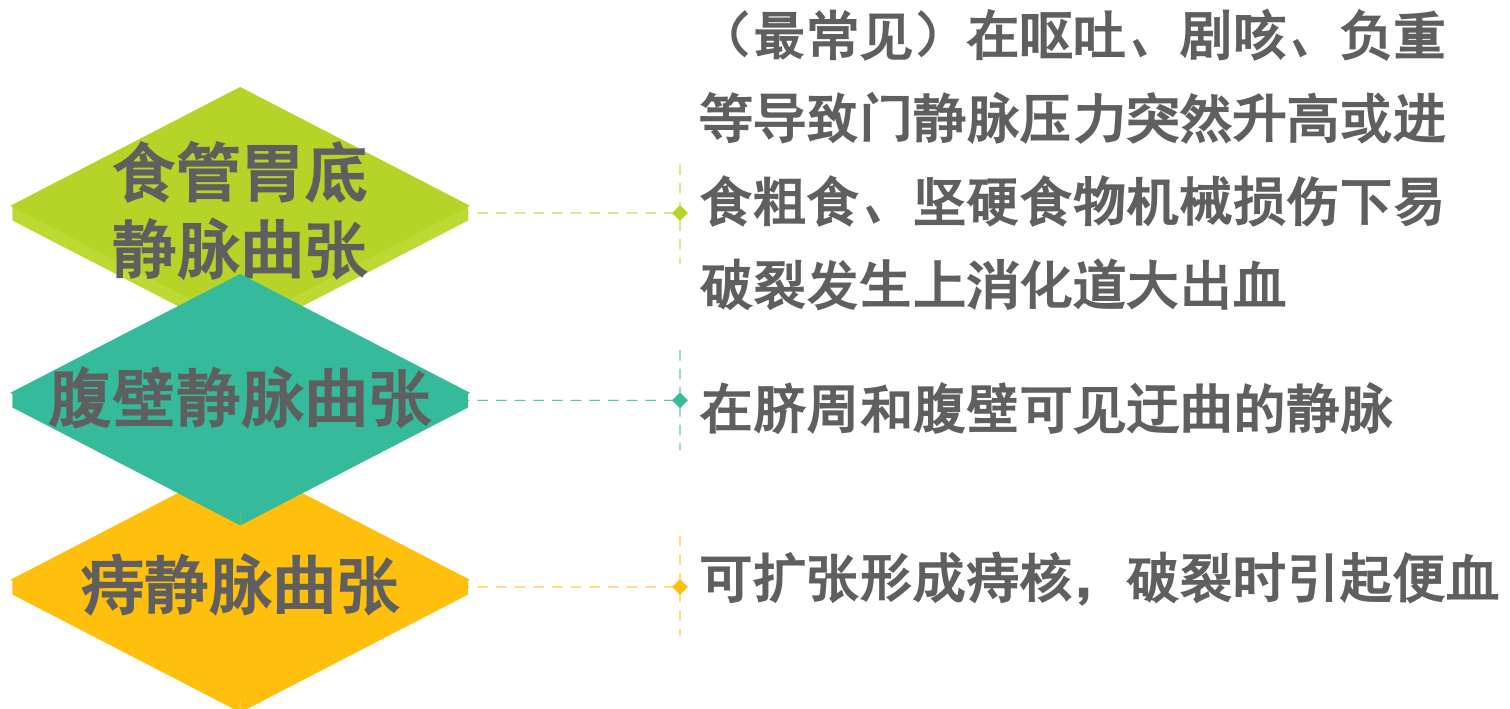 食管胃底
静脉曲张
（最常见）在呕吐、剧咳、负重
等导致门静脉压力突然升高或进
食粗食、坚硬食物机械损伤下易
破裂发生上消化道大出血
腹壁静脉曲张
在脐周和腹壁可见迂曲的静脉
痔静脉曲张
可扩张形成痔核，破裂时引起便血